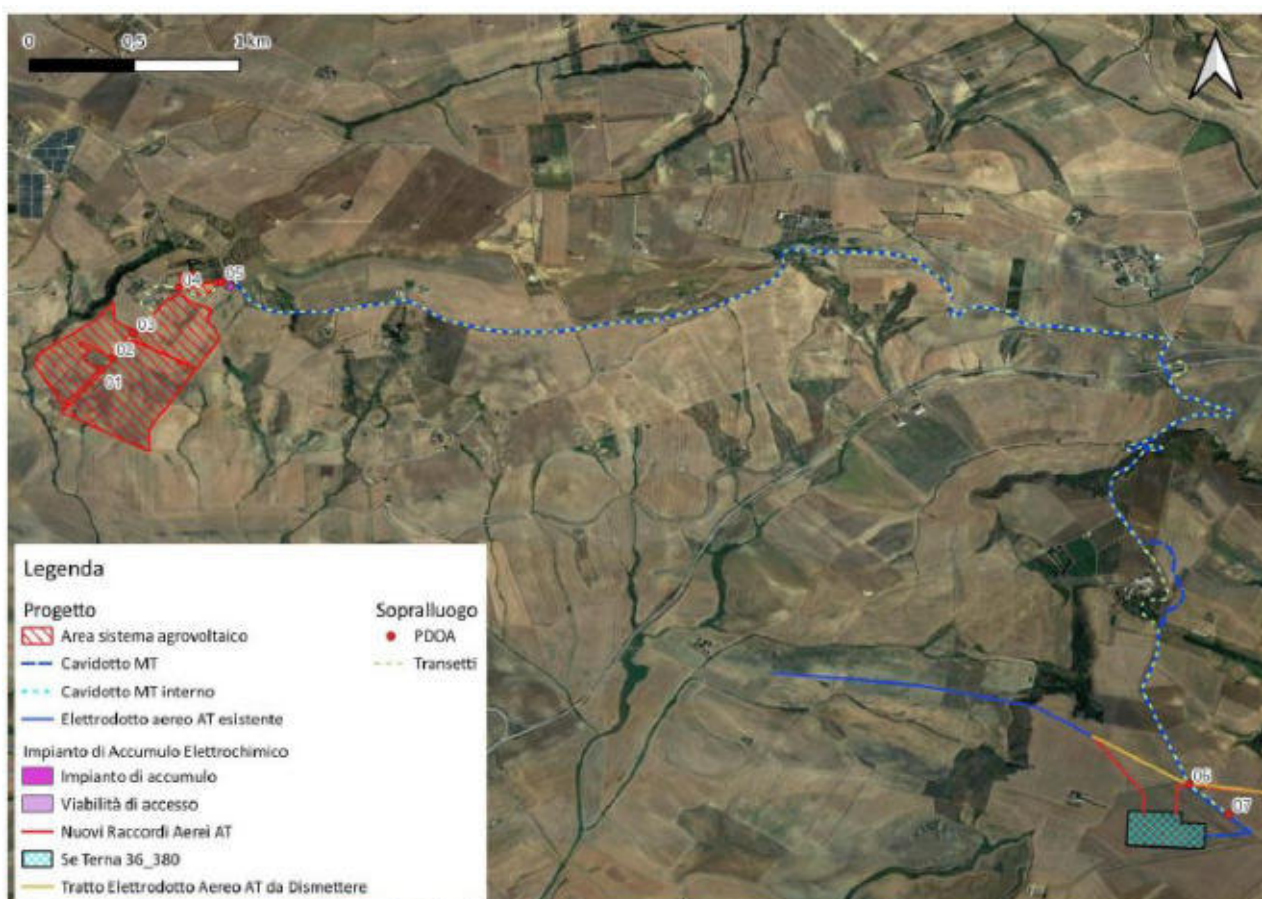 0 0,5 1 km
04 05
03
02
01
06
07
Legenda
Progetto
Area sistema agrovoltaico
Cavidotto MT
Cavidotto MT interno
Elettrodotto aereo AT esistente
Impianto di Accumulo Elettrochimico
Impianto di accumulo
Viabilità di accesso
Nuovi Raccordi Aerei AT
Se Terna 36_380
Tratto Elettrodotto Aereo AT da Dismettere
Sopralluogo
PDOA
Transetti